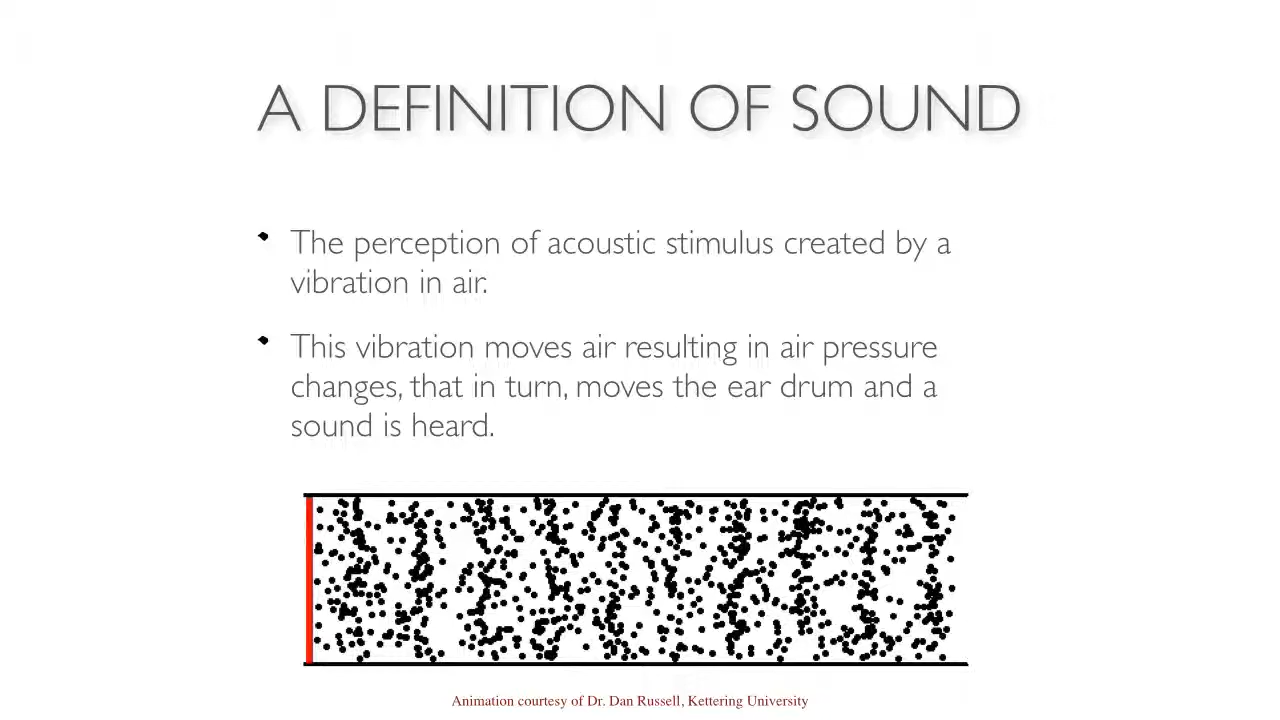 A DEFINITION OF SOUND
• The perception of acoustic stimulus created by a
vibration in air.
• This vibration moves air resulting in air pressure
changes, that in turn, moves the ear drum and a
sound is heard.
Animation courtesy of Dr. Dan Russell, Kettering University